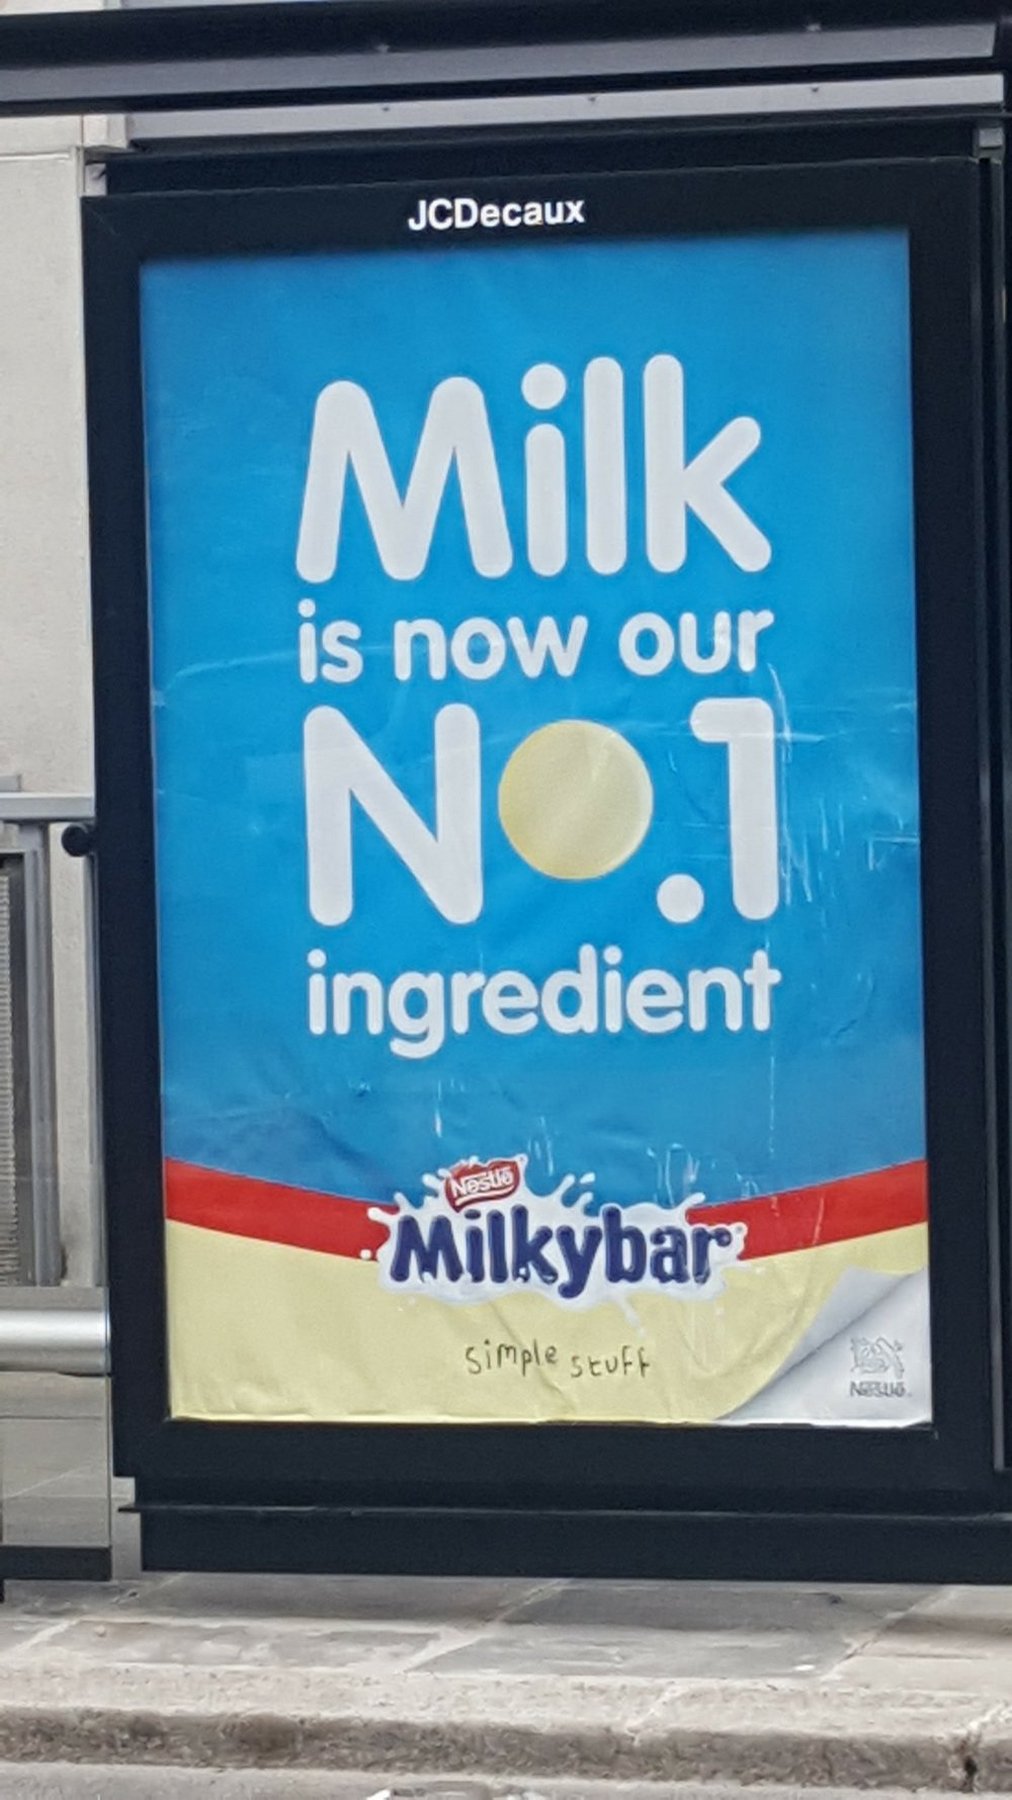 JCDecaux
Milk
is now our
No.1
ingredient
Nestlé
Milkybar
simple stuff
Nestlé